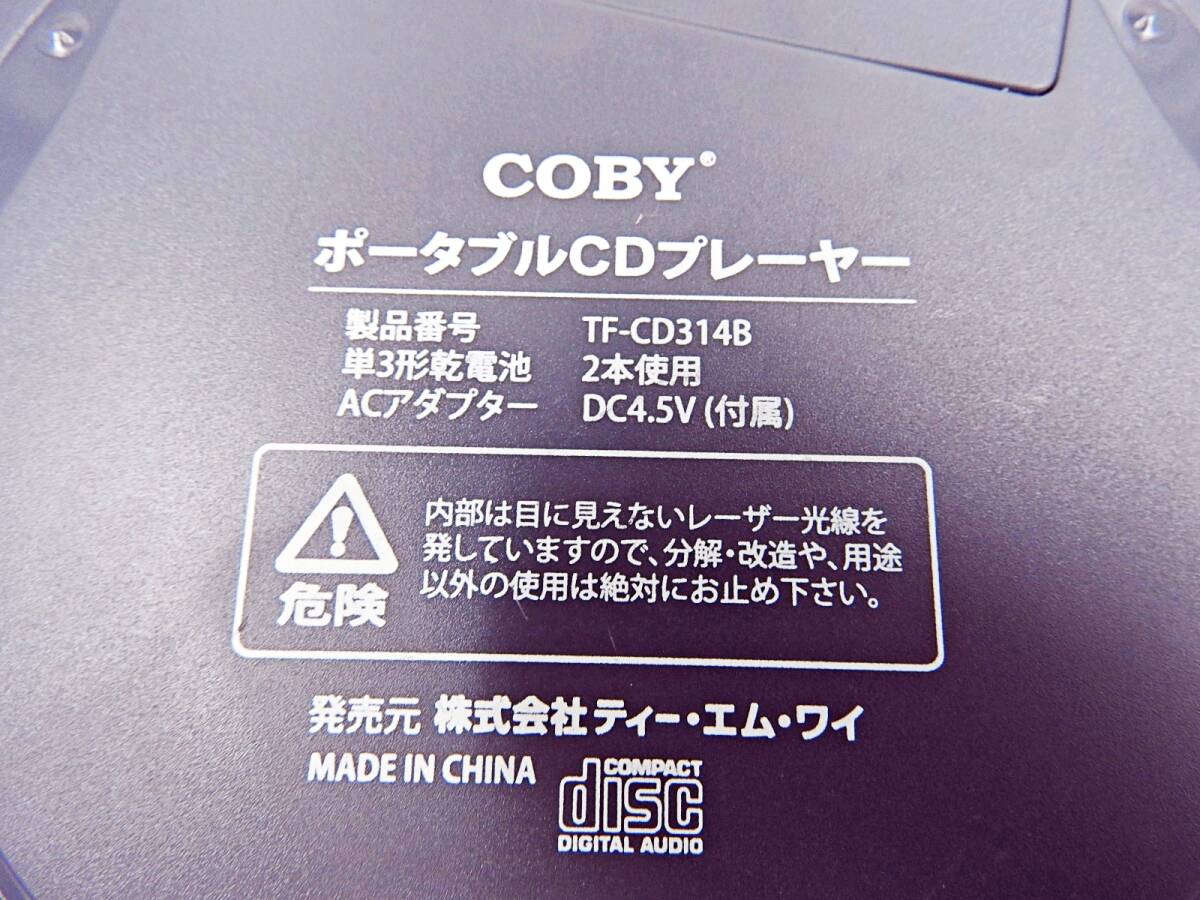 COBY®
ポータブルCDプレーヤー
製品番号 TF-CD314B
単3形乾電池 2本使用
ACアダプター DC4.5V (付属)
内部は目に見えないレーザー光線を
発していますので、分解・改造や、用途
以外の使用は絶対にお止め下さい。
危険
発売元 株式会社ティー・エム・ワイ
MADE IN CHINA
COMPACT
disc
DIGITAL AUDIO